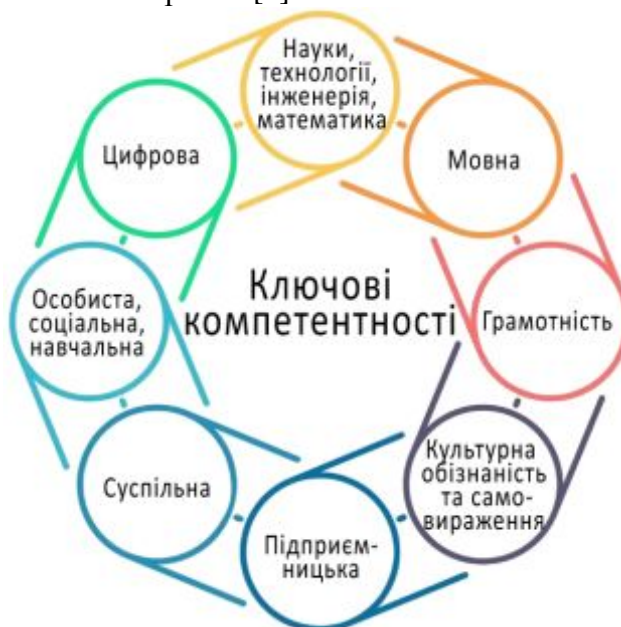 Науки,
технології,
інженерія,
математика
Мовна
Грамотність
Культурна
обізнаність
та само-
вираження
Підприєм-
ницька
Суспільна
Особиста,
соціальна,
навчальна
Цифрова
Ключові
компетентності